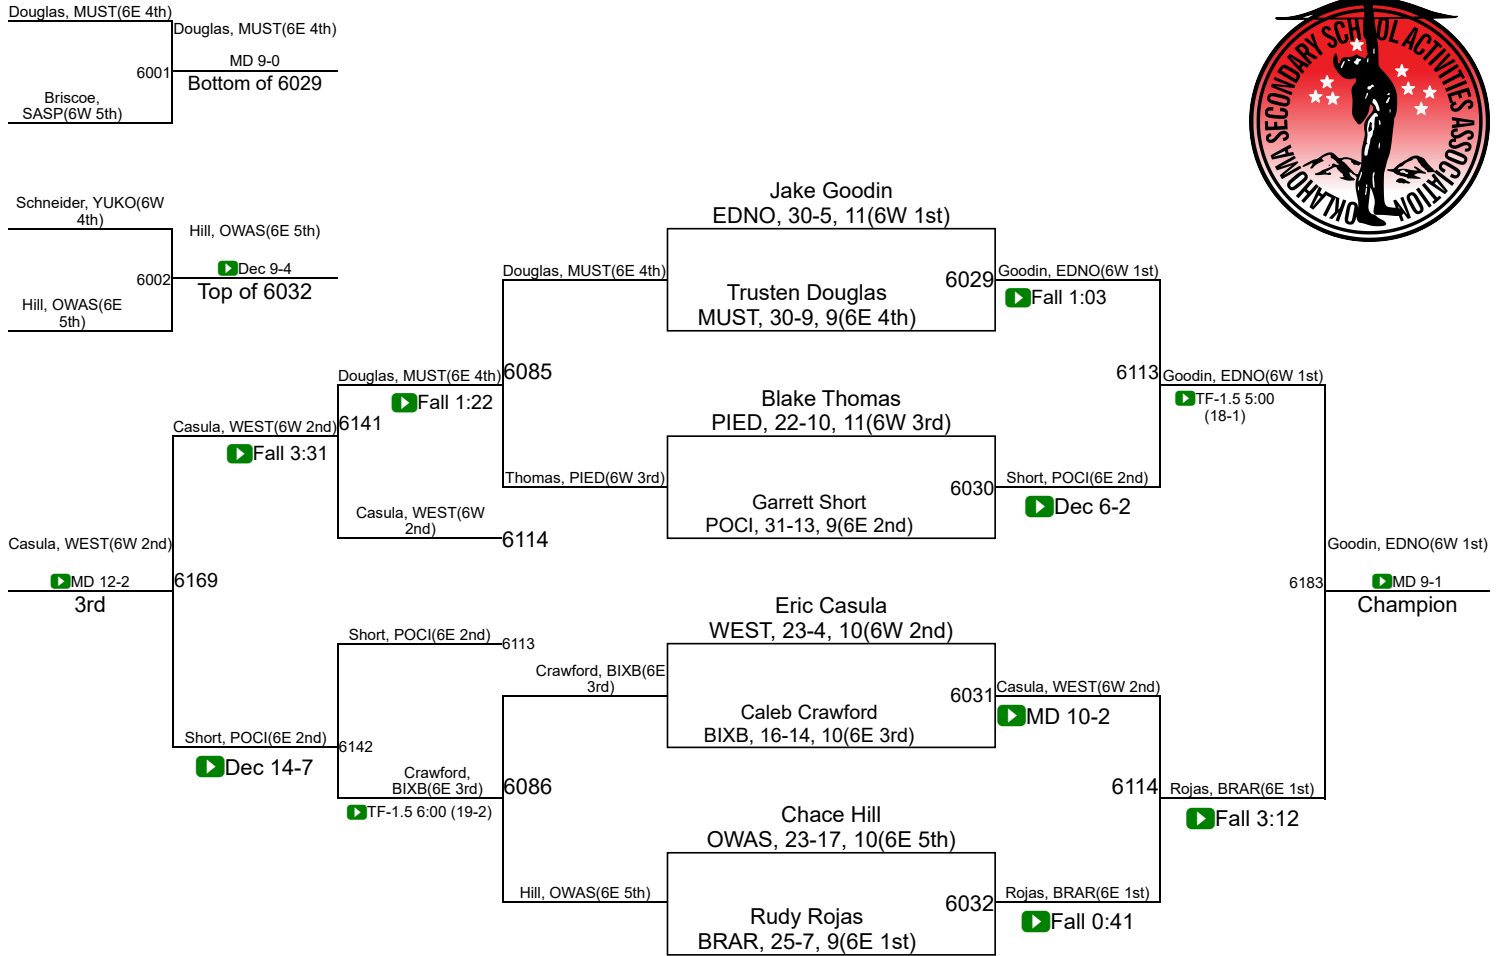 Douglas, MUST(6E 4th)
Douglas, MUST(6E 4th)
MD 9-0
6001
Bottom of 6029
Briscoe,
SASP(6W 5th)
OKLAHOMA SECONDARY SCHOOL ACTIVITIES ASSOCIATION
Schneider, YUKO(6W
4th)
Hill, OWAS(6E 5th)
Dec 9-4
6002
Top of 6032
Hill, OWAS(6E
5th)
Jake Goodin
EDNO, 30-5, 11(6W 1st)
Douglas, MUST(6E 4th)
6029
Goodin, EDNO(6W 1st)
Fall 1:03
Trusten Douglas
MUST, 30-9, 9(6E 4th)
Douglas, MUST(6E 4th)
6085
Fall 1:22
6113
Goodin, EDNO(6W 1st)
TF-1.5 5:00
(18-1)
Blake Thomas
PIED, 22-10, 11(6W 3rd)
Casula, WEST(6W 2nd)
6141
Fall 3:31
Thomas, PIED(6W 3rd)
6030
Short, POCI(6E 2nd)
Dec 6-2
Garrett Short
POCI, 31-13, 9(6E 2nd)
Casula, WEST(6W
2nd)
6114
Casula, WEST(6W 2nd)
MD 12-2
6169
3rd
Goodin, EDNO(6W 1st)
6183
MD 9-1
Champion
Eric Casula
WEST, 23-4, 10(6W 2nd)
Short, POCI(6E 2nd)
6113
Crawford, BIXB(6E
3rd)
6031
Casula, WEST(6W 2nd)
MD 10-2
Caleb Crawford
BIXB, 16-14, 10(6E 3rd)
Short, POCI(6E 2nd)
6142
Dec 14-7
Crawford,
BIXB(6E 3rd)
6086
TF-1.5 6:00 (19-2)
6114
Rojas, BRAR(6E 1st)
Fall 3:12
Chace Hill
OWAS, 23-17, 10(6E 5th)
Hill, OWAS(6E 5th)
6032
Rojas, BRAR(6E 1st)
Fall 0:41
Rudy Rojas
BRAR, 25-7, 9(6E 1st)